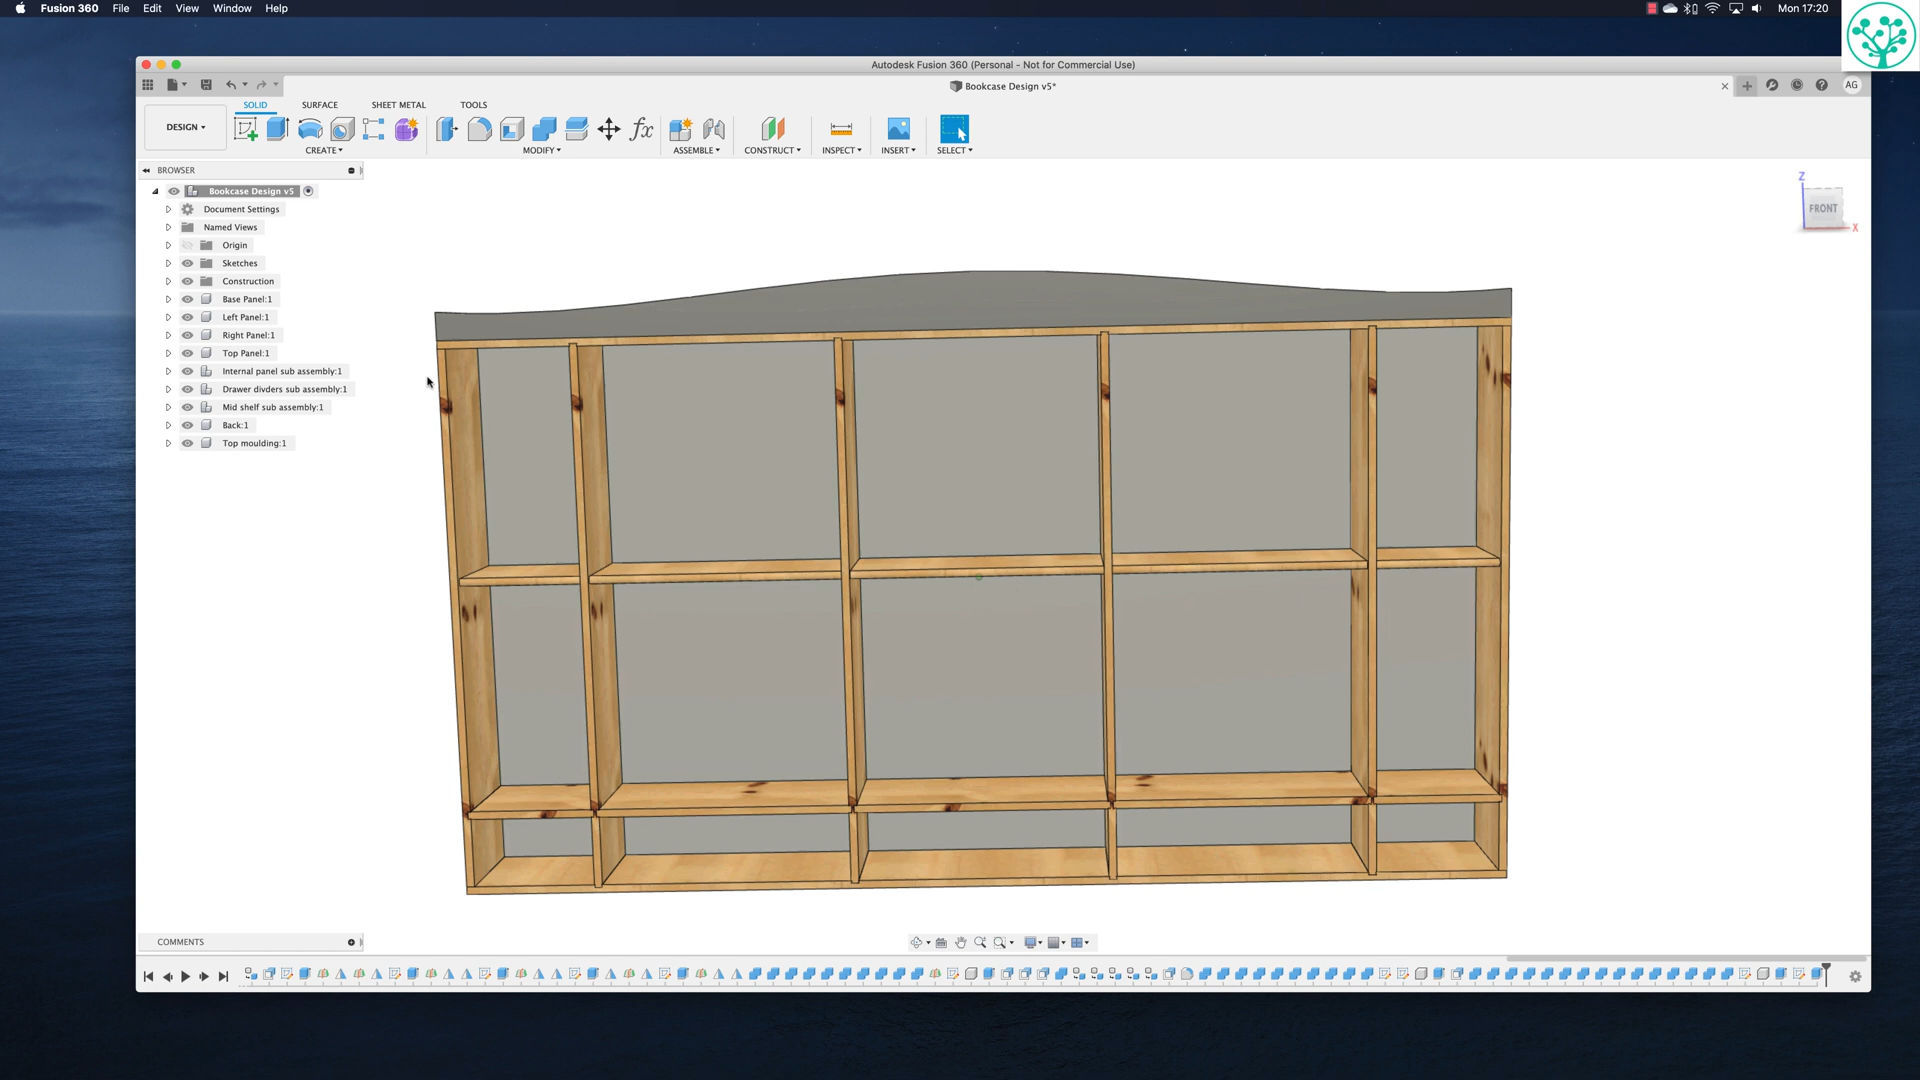 Fusion 360 File Edit View Window Help
Mon 17:20
Autodesk Fusion 360 (Personal - Not for Commercial Use)
Bookcase Design v5*
AG
SOLID SURFACE SHEET METAL TOOLS
DESIGN
CREATE MODIFY ASSEMBLE CONSTRUCT INSPECT INSERT SELECT
BROWSER
Bookcase Design v5
Document Settings
Named Views
Origin
Sketches
Construction
Base Panel:1
Left Panel:1
Right Panel:1
Top Panel:1
Internal panel sub assembly:1
Drawer divders sub assembly:1
Mid shelf sub assembly:1
Back:1
Top moulding:1
Z
FRONT
X
COMMENTS